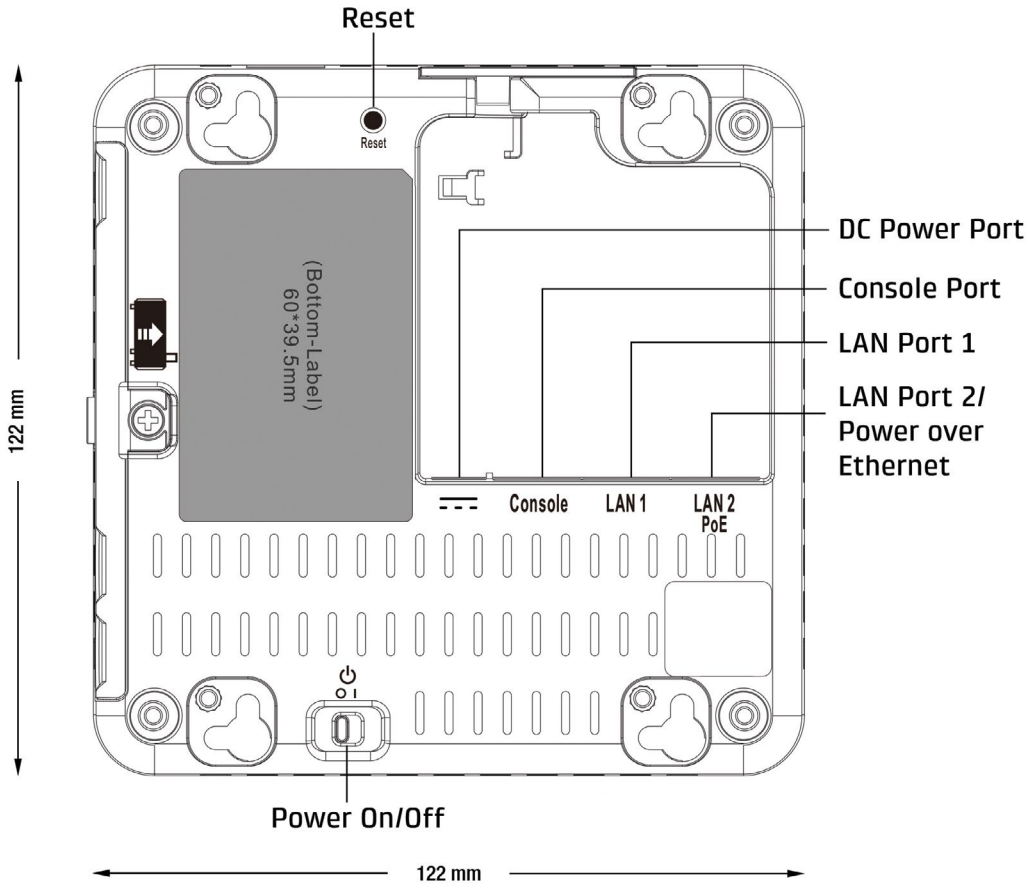 Reset
Reset
DC Power Port
Console Port
LAN Port 1
LAN Port 2/
Power over
Ethernet
(Bottom-Label)
60*39.5mm
122 mm
Console
LAN 1
LAN 2
PoE
Power On/Off
122 mm